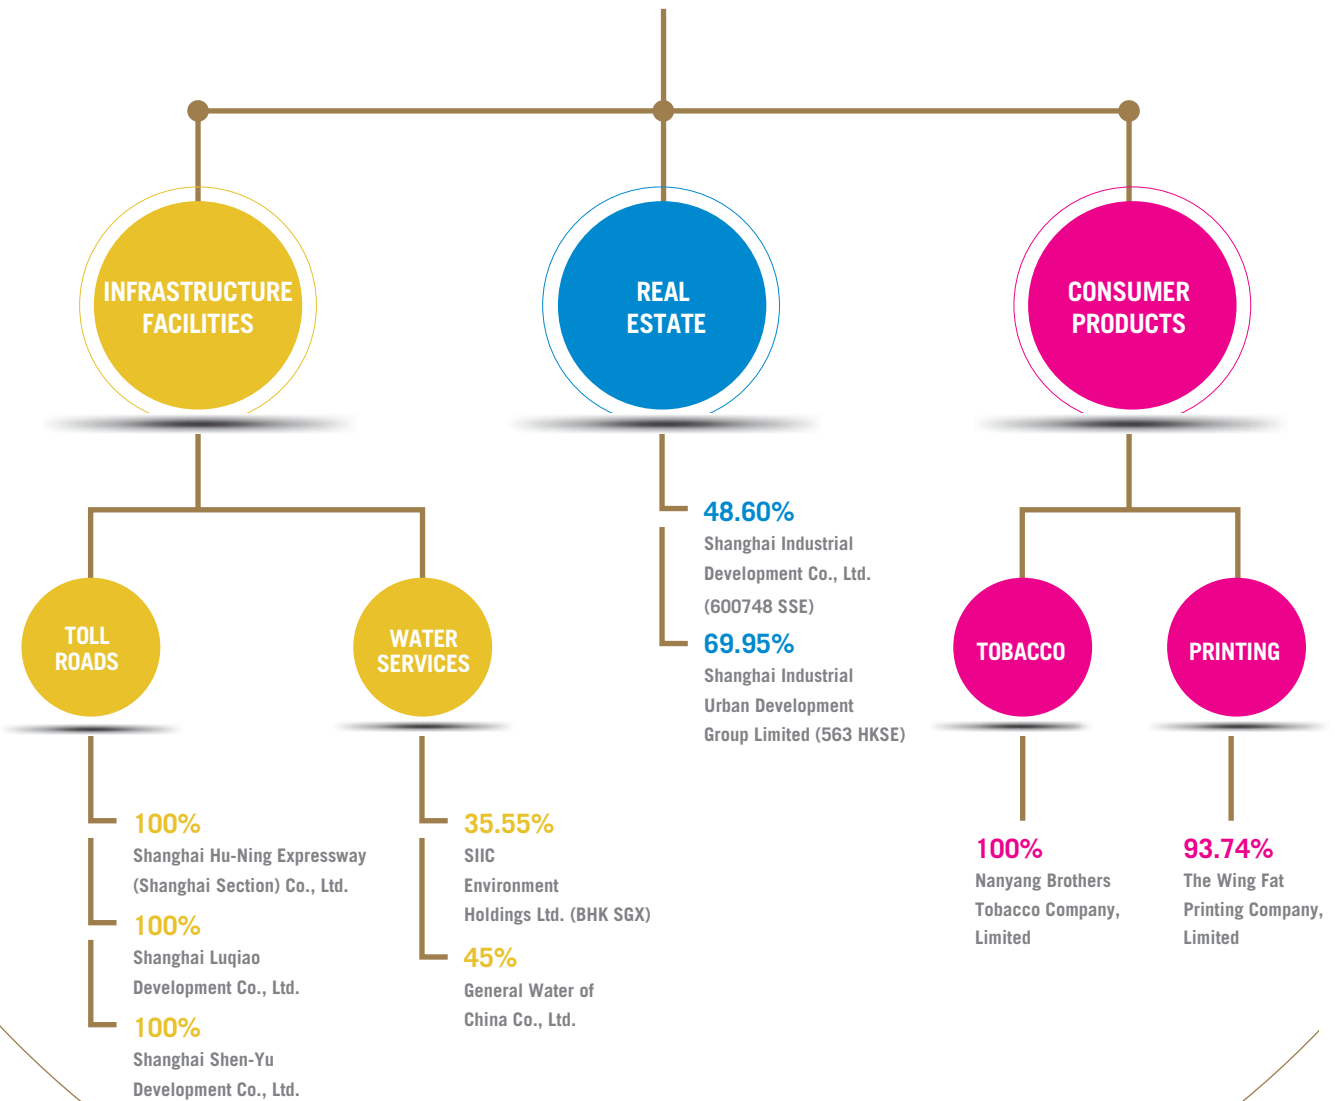 INFRASTRUCTURE
FACILITIES
REAL
ESTATE
CONSUMER
PRODUCTS
TOLL
ROADS
100%
Shanghai Hu-Ning Expressway
(Shanghai Section) Co., Ltd.
100%
Shanghai Luqiao
Development Co., Ltd.
100%
Shanghai Shen-Yu
Development Co., Ltd.
WATER
SERVICES
35.55%
SIIC
Environment
Holdings Ltd. (BHK SGX)
45%
General Water of
China Co., Ltd.
48.60%
Shanghai Industrial
Development Co., Ltd.
(600748 SSE)
69.95%
Shanghai Industrial
Urban Development
Group Limited (563 HKSE)
TOBACCO
100%
Nanyang Brothers
Tobacco Company,
Limited
PRINTING
93.74%
The Wing Fat
Printing Company,
Limited